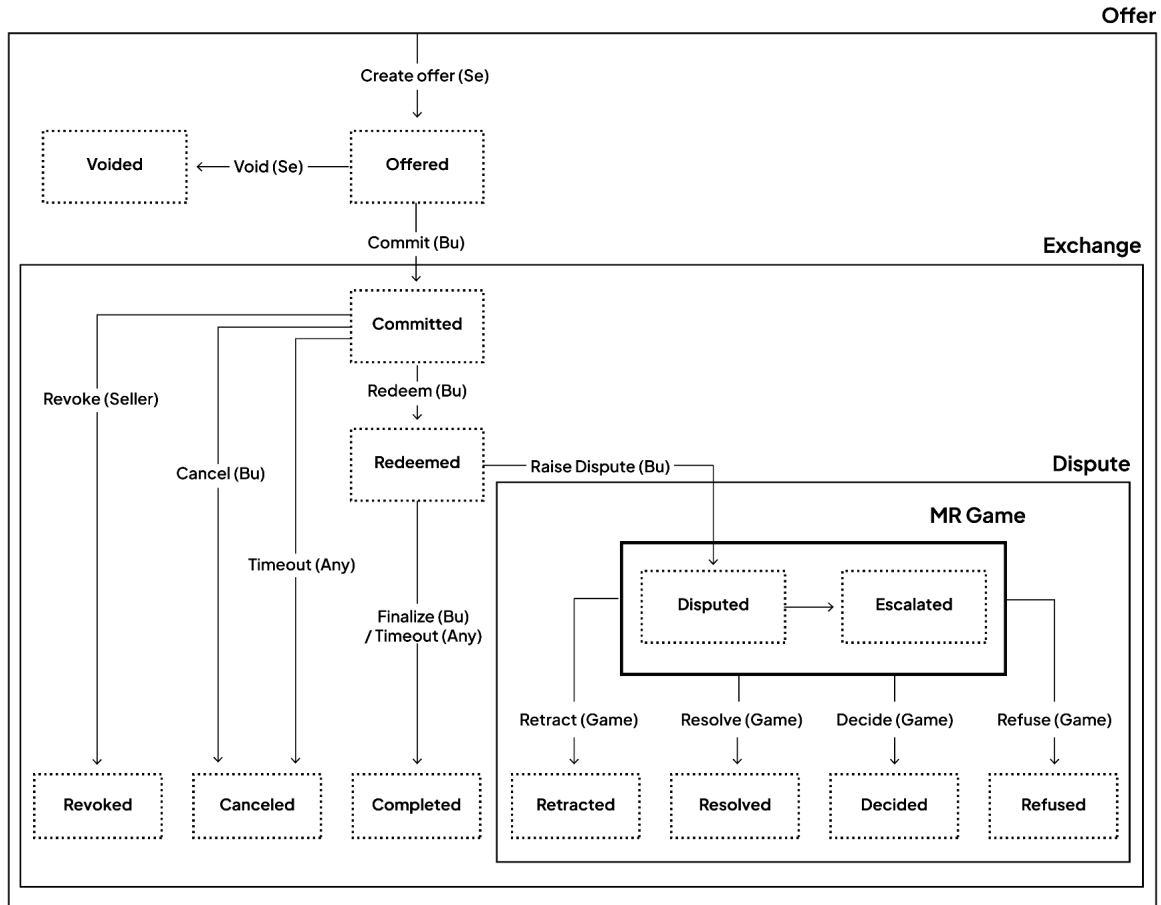 Offer
Create offer (Se)
Voided
Void (Se)
Offered
Commit (Bu)
Exchange
Committed
Redeem (Bu)
Revoke (Seller)
Cancel (Bu)
Redeemed
Raise Dispute (Bu)
Dispute
MR Game
Timeout (Any)
Finalize (Bu)
/ Timeout (Any)
Disputed
Escalated
Retract (Game)
Resolve (Game)
Decide (Game)
Refuse (Game)
Revoked
Canceled
Completed
Retracted
Resolved
Decided
Refused